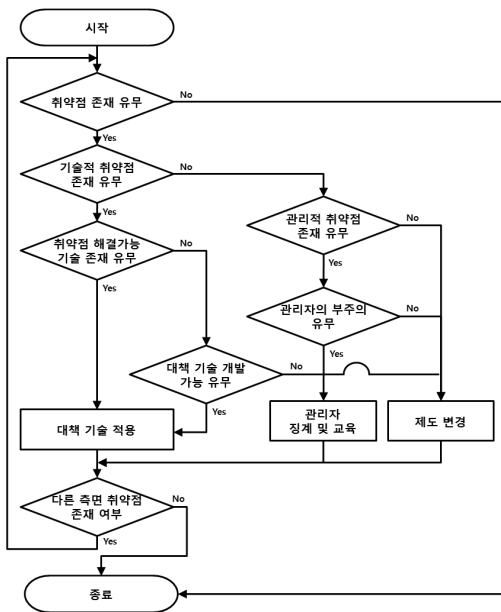 시작
취약점 존재 유무
No
Yes
기술적 취약점
존재 유무
No
Yes
관리적 취약점
존재 유무
No
Yes
취약점 해결가능
기술 존재 유무
No
Yes
관리자의 부주의
유무
No
Yes
대책 기술 개발
가능 유무
No
Yes
대책 기술 적용
관리자
징계 및 교육
제도 변경
다른 측면 취약점
존재 여부
No
Yes
종료